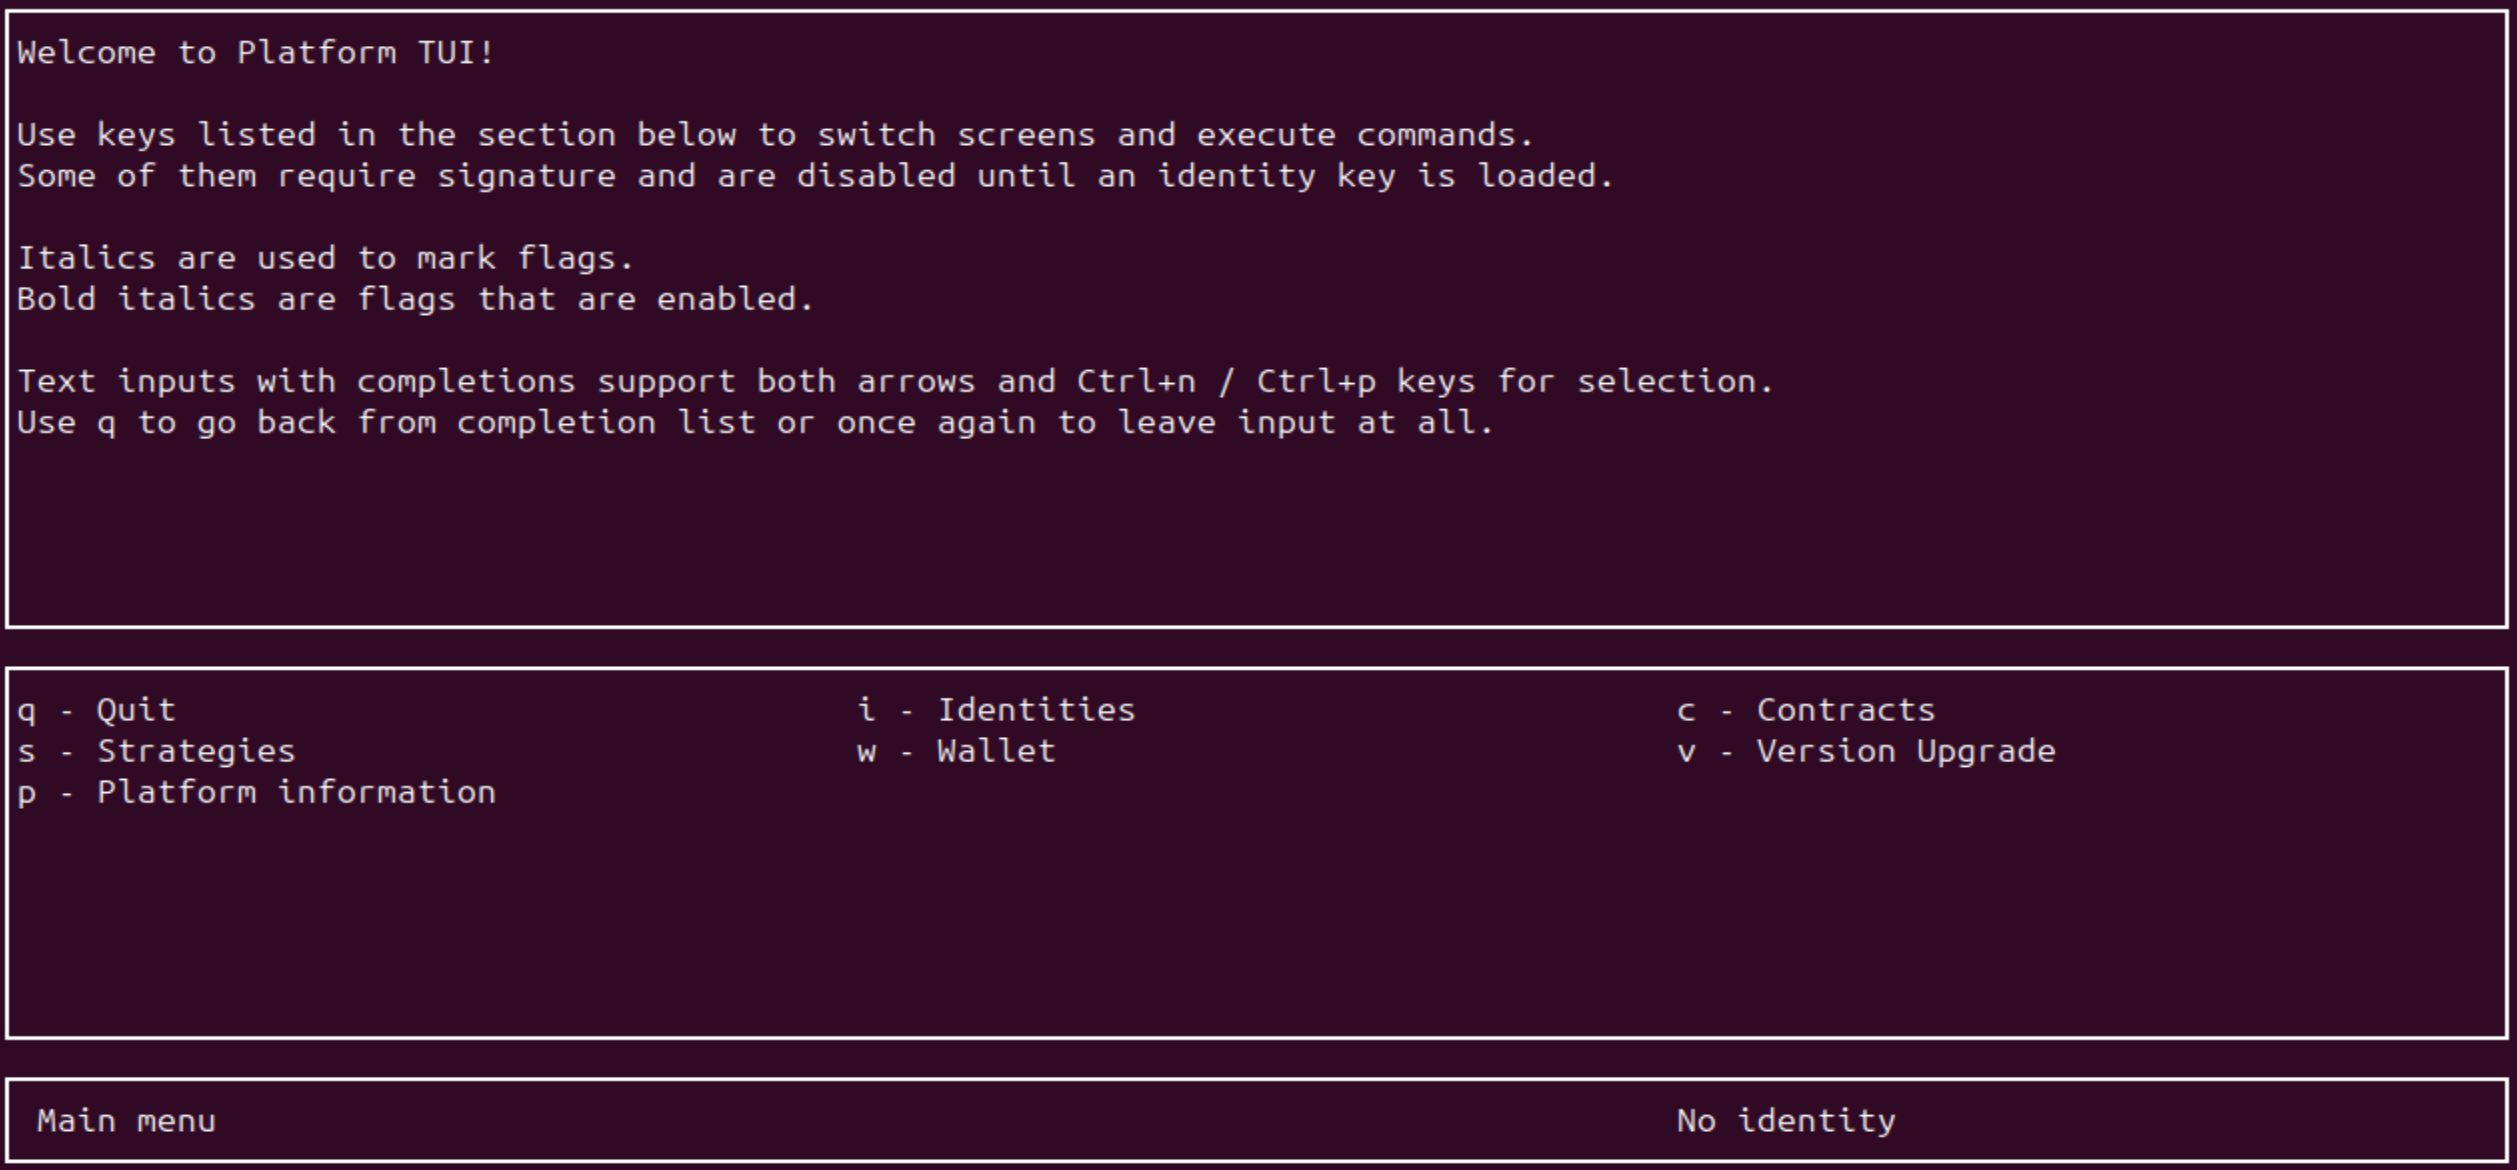 Welcome to Platform TUI!
Use keys listed in the section below to switch screens and execute commands.
Some of them require signature and are disabled until an identity key is loaded.
Italics are used to mark flags.
Bold italics are flags that are enabled.
Text inputs with completions support both arrows and Ctrl+n / Ctrl+p keys for selection.
Use q to go back from completion list or once again to leave input at all.
q - Quit i - Identities c - Contracts
s - Strategies w - Wallet v - Version Upgrade
p - Platform information
Main menu No identity